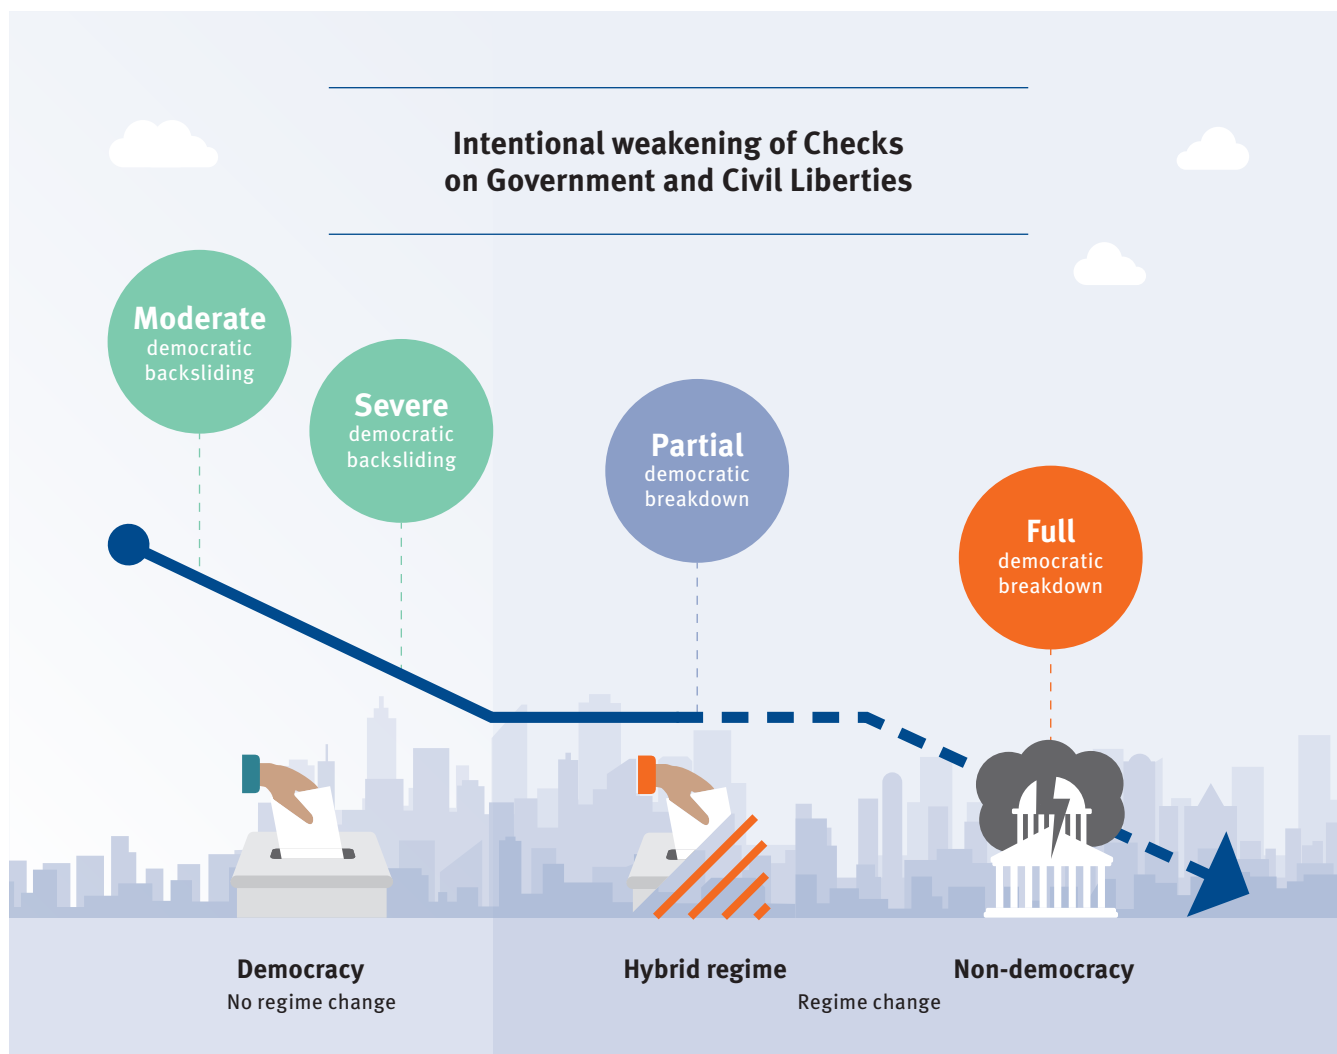 Intentional weakening of Checks
on Government and Civil Liberties
Moderate
democratic
backsliding
Severe
democratic
backsliding
Partial
democratic
breakdown
Full
democratic
breakdown
Democracy
No regime change
Hybrid regime
Non-democracy
Regime change